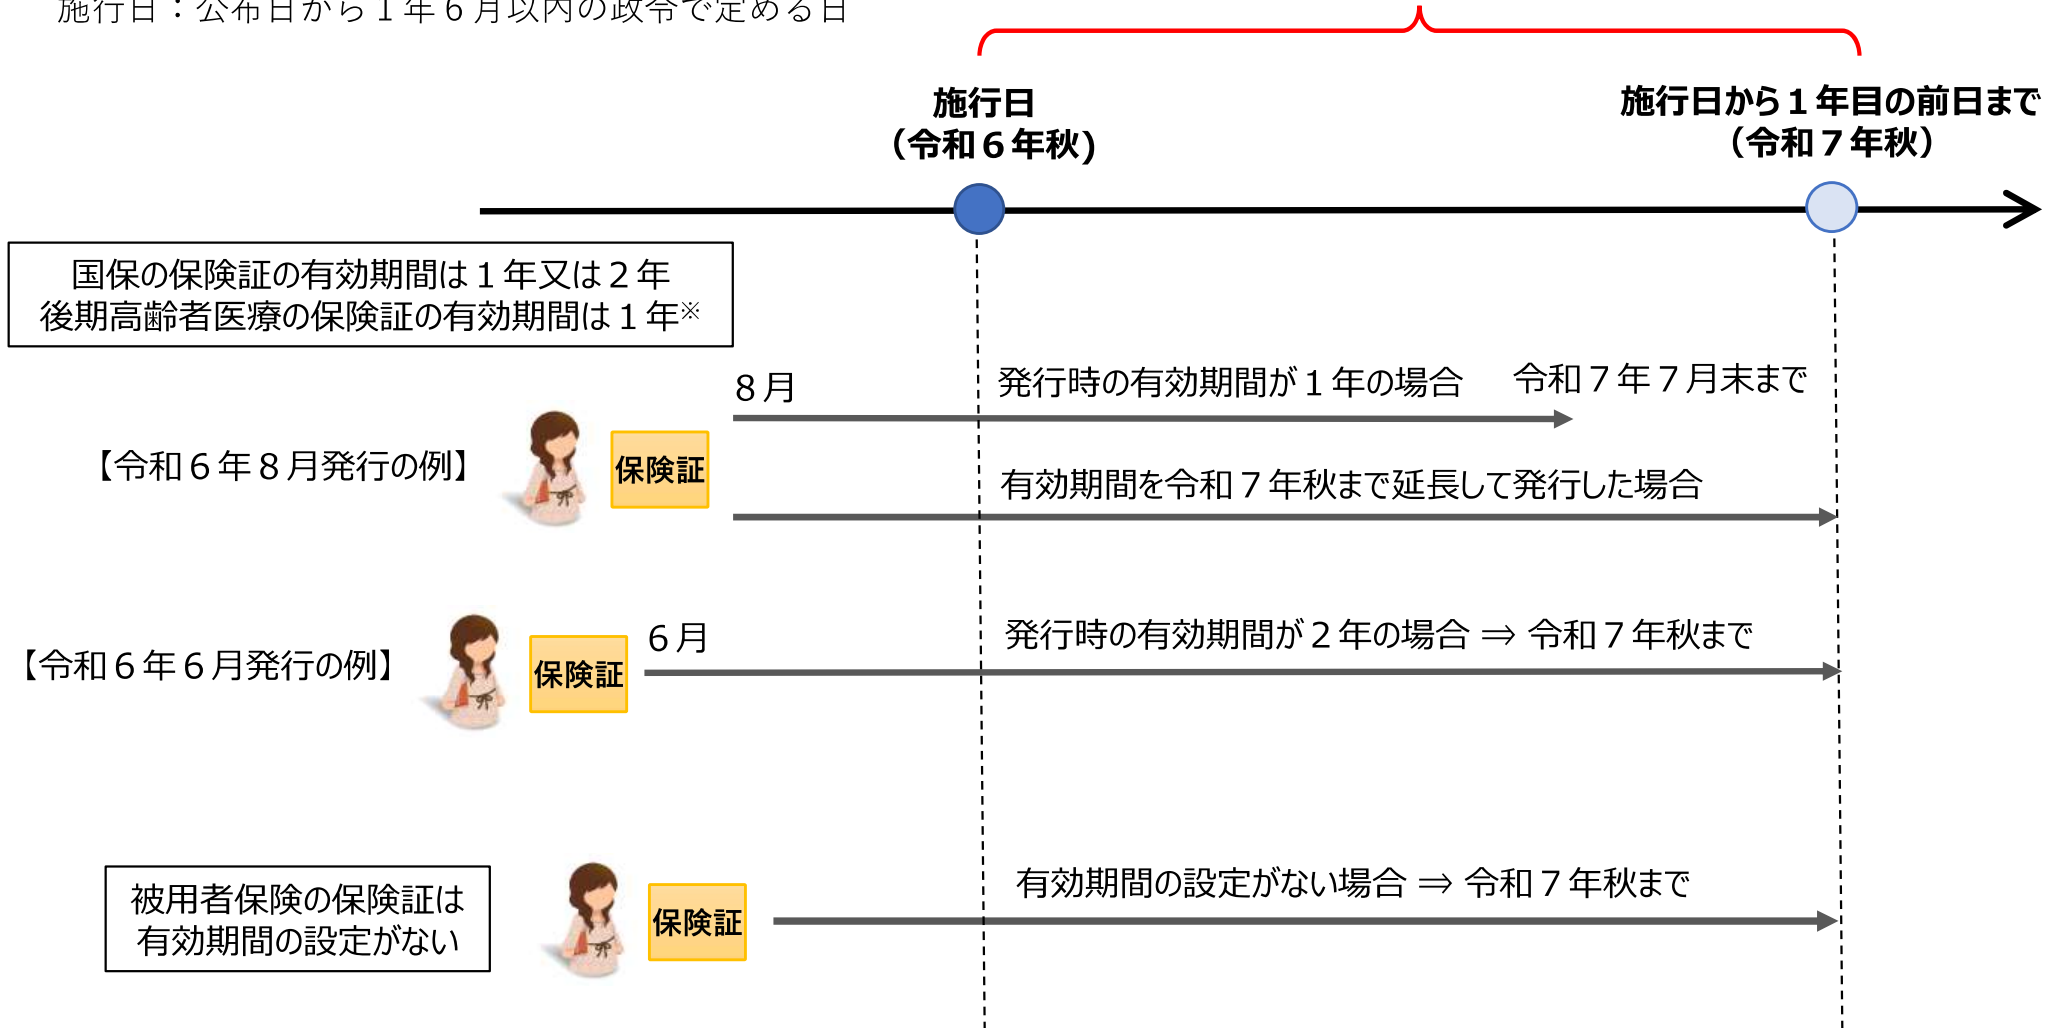 施行日：公布日から１年６月以内の政令で定める日
施行日
（令和６年秋)
施行日から１年目の前日まで
（令和７年秋）
国保の保険証の有効期間は１年又は２年
後期高齢者医療の保険証の有効期間は１年※
８月
発行時の有効期間が１年の場合
令和７年７月末まで
【令和６年８月発行の例】
保険証
有効期間を令和７年秋まで延長して発行した場合
６月
発行時の有効期間が２年の場合 ⇒ 令和７年秋まで
【令和６年６月発行の例】
保険証
有効期間の設定がない場合 ⇒ 令和７年秋まで
被用者保険の保険証は
有効期間の設定がない
保険証